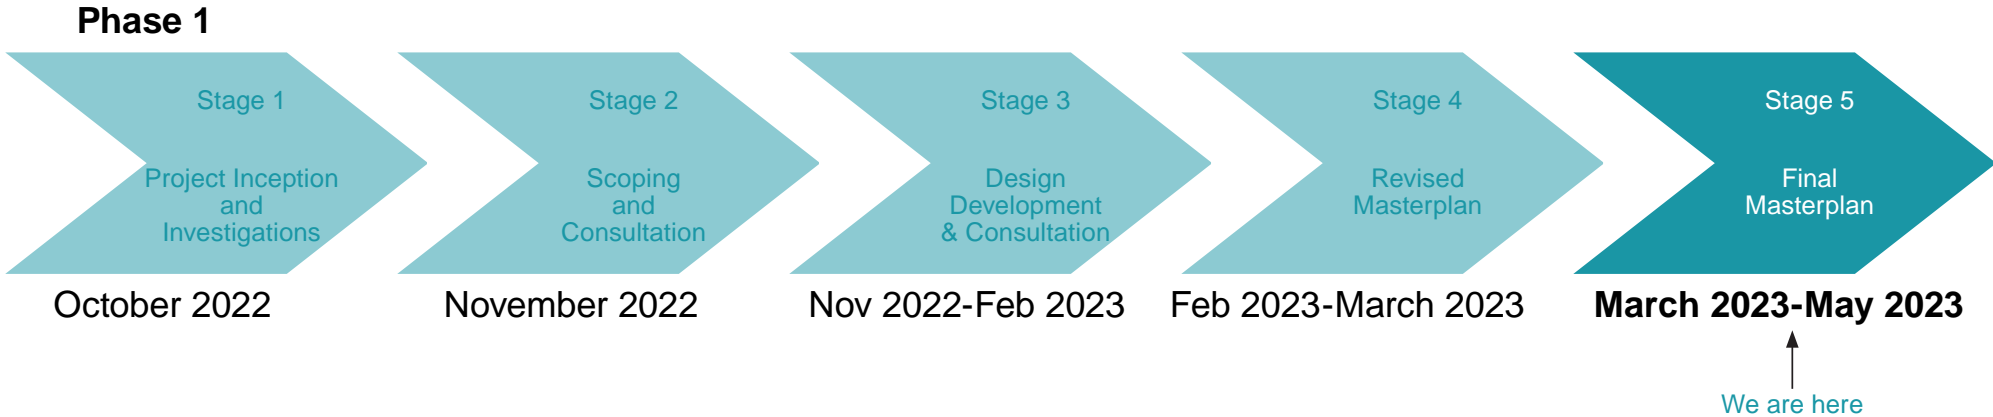 Phase 1
Stage 1
Project Inception
and
Investigations
October 2022
Stage 2
Scoping
and
Consultation
November 2022
Stage 3
Design
Development
& Consultation
Nov 2022-Feb 2023
Stage 4
Revised
Masterplan
Feb 2023-March 2023
Stage 5
Final
Masterplan
March 2023-May 2023
We are here